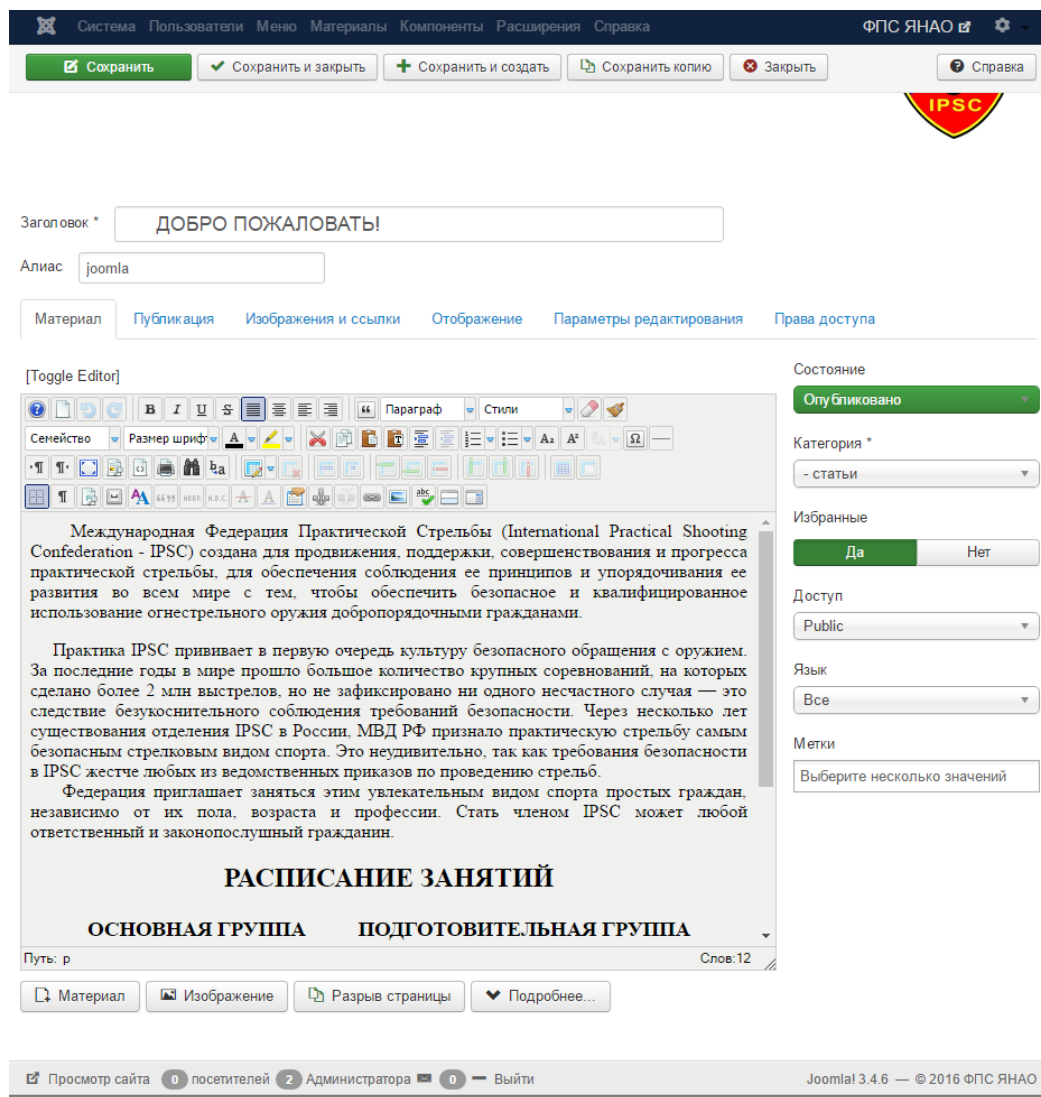 Система Пользователи Меню Материалы Компоненты Расширения Справка ФПС ЯНАО
Сохранить Сохранить и закрыть Сохранить и создать Сохранить копию Закрыть Справка
IPSC
Заголовок * ДОБРО ПОЖАЛОВАТЬ!
Алиас joomla
Материал Публикация Изображения и ссылки Отображение Параметры редактирования Права доступа
[Toggle Editor]
Параграф Стили
Семейство Размер шрифт
Международная Федерация Практической Стрельбы (International Practical Shooting
Confederation - IPSC) создана для продвижения, поддержки, совершенствования и прогресса
практической стрельбы, для обеспечения соблюдения ее принципов и упорядочивания ее
развития во всем мире с тем, чтобы обеспечить безопасное и квалифицированное
использование огнестрельного оружия добропорядочными гражданами.
Практика IPSC прививает в первую очередь культуру безопасного обращения с оружием.
За последние годы в мире прошло большое количество крупных соревнований, на которых
сделано более 2 млн выстрелов, но не зафиксировано ни одного несчастного случая — это
следствие безукоснительного соблюдения требований безопасности. Через несколько лет
существования отделения IPSC в России, МВД РФ признало практическую стрельбу самым
безопасным стрелковым видом спорта. Это неудивительно, так как требования безопасности
в IPSC жестче любых из ведомственных приказов по проведению стрельб.
Федерация приглашает заняться этим увлекательным видом спорта простых граждан,
независимо от их пола, возраста и профессии. Стать членом IPSC может любой
ответственный и законопослушный гражданин.
РАСПИСАНИЕ ЗАНЯТИЙ
ОСНОВНАЯ ГРУППА ПОДГОТОВИТЕЛЬНАЯ ГРУППА
Путь: p Слов:12
Материал Изображение Разрыв страницы Подробнее...
Состояние
Опубликовано
Категория *
- статьи
Избранные
Да Нет
Доступ
Public
Язык
Все
Метки
Выберите несколько значений
Просмотр сайта 0 посетителей 2 Администратора 0 Выйти Joomla! 3.4.6 — © 2016 ФПС ЯНАО